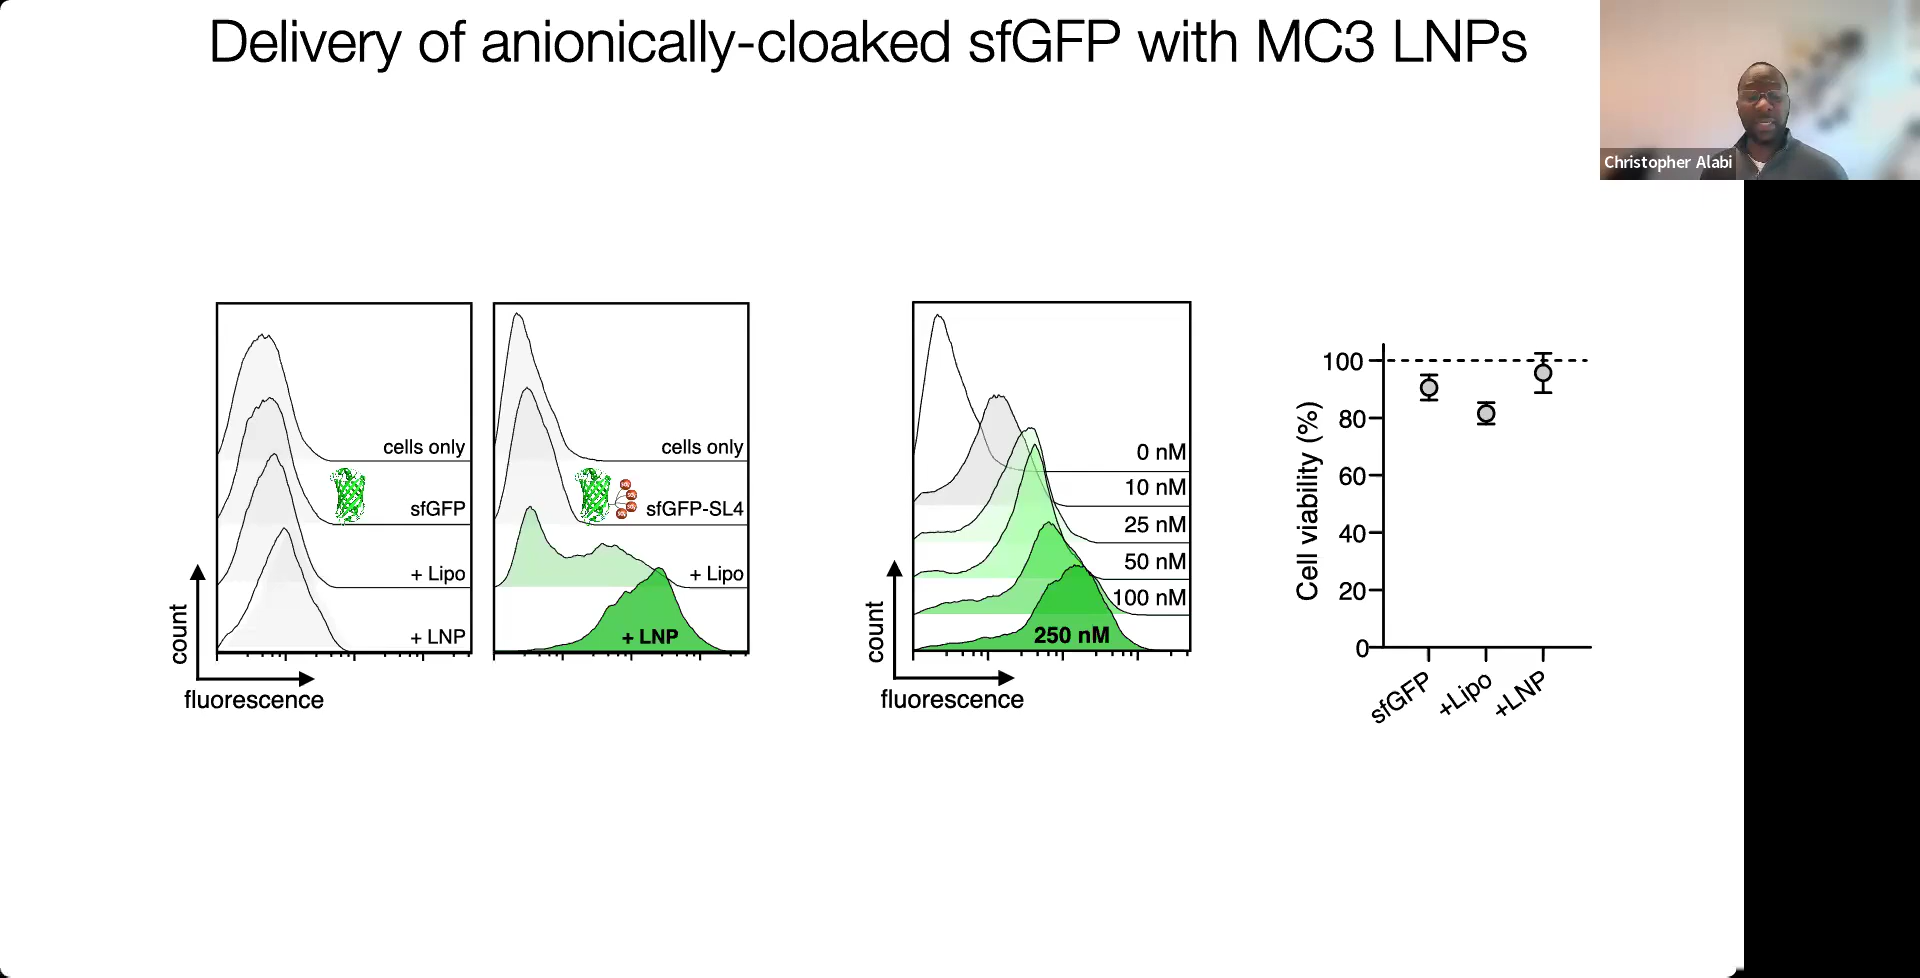 Delivery of anionically-cloaked sfGFP with MC3 LNPs
Christopher Alabi
cells only
sfGFP
+ Lipo
+ LNP
count
fluorescence
cells only
sfGFP-SL4
+ Lipo
+ LNP
0 nM
10 nM
25 nM
50 nM
100 nM
250 nM
count
fluorescence
Cell viability (%)
100
80
60
40
20
0
sfGFP
+Lipo
+LNP